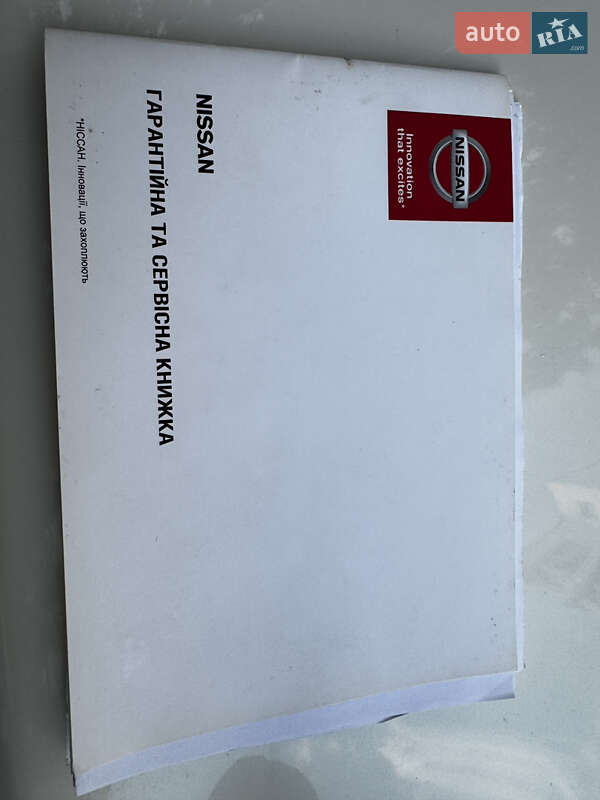 auto
RIA
.com
NISSAN
Innovation
that excites*
NISSAN
ГАРАНТІЙНА ТА СЕРВІСНА КНИЖКА
*НІССАН. Інновації, що захоплюють